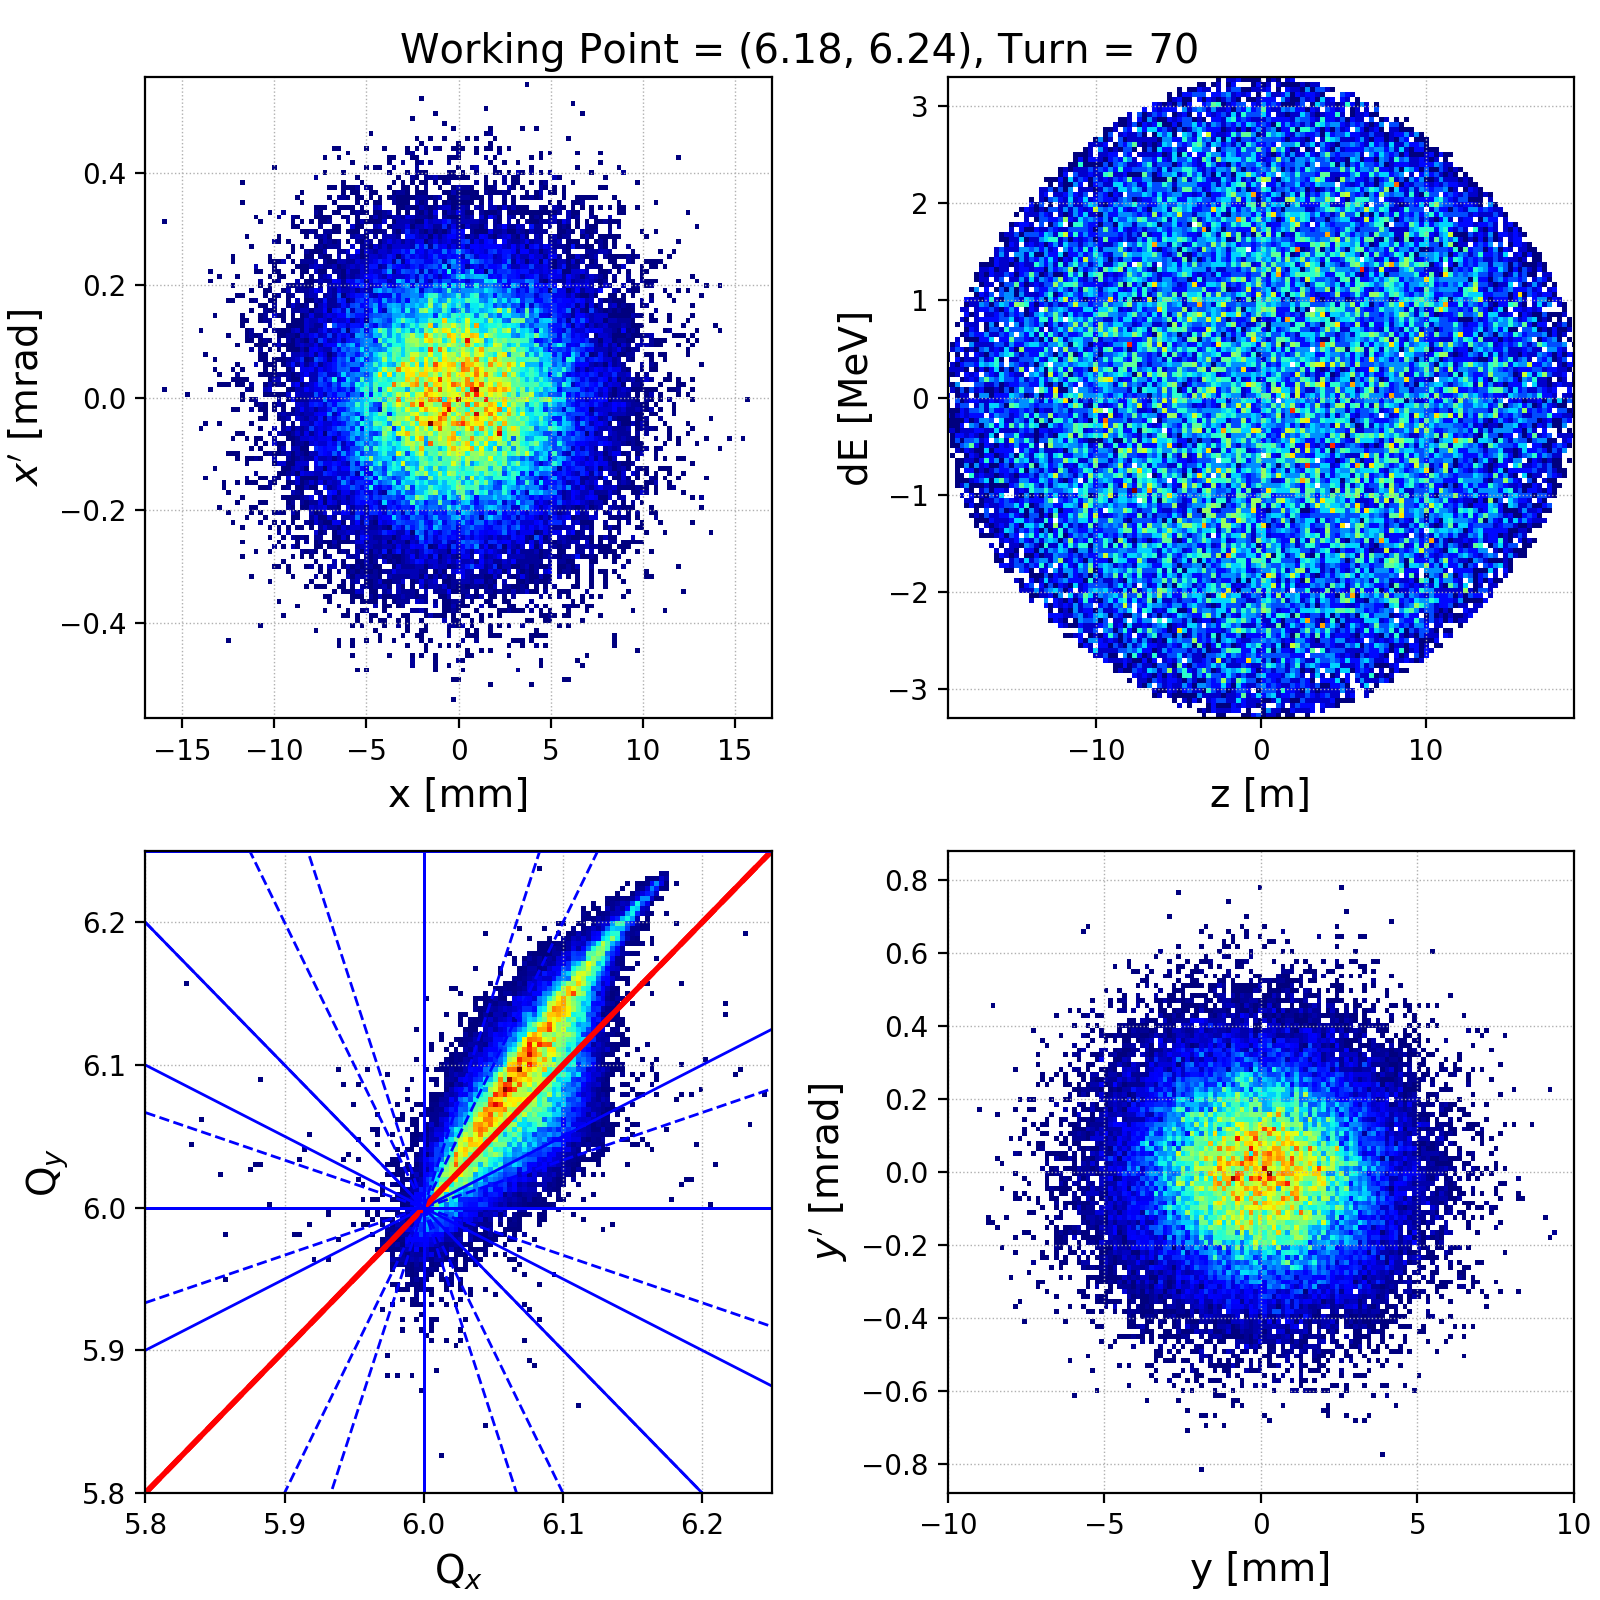 Working Point = (6.18, 6.24), Turn = 70
0.4
0.2
0.0
−0.2
−0.4
x′ [mrad]
−15 −10 −5 0 5 10 15
x [mm]
3
2
1
0
−1
−2
−3
dE [MeV]
−10 0 10
z [m]
6.2
6.1
6.0
5.9
5.8
Qy
5.8 5.9 6.0 6.1 6.2
Qx
0.8
0.6
0.4
0.2
0.0
−0.2
−0.4
−0.6
−0.8
y′ [mrad]
−10 −5 0 5 10
y [mm]